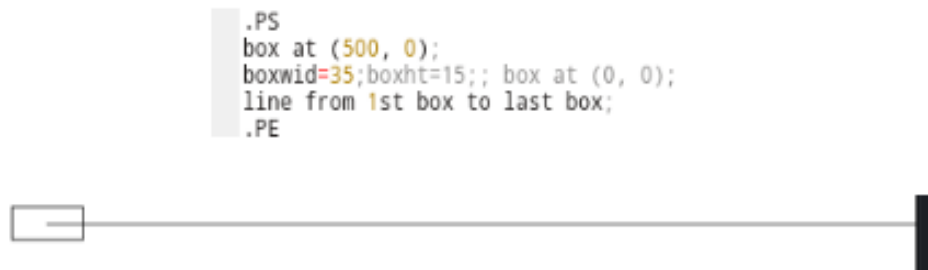 .PS
box at (500, 0);
boxwid=35;boxht=15;; box at (0, 0);
line from 1st box to last box;
.PE